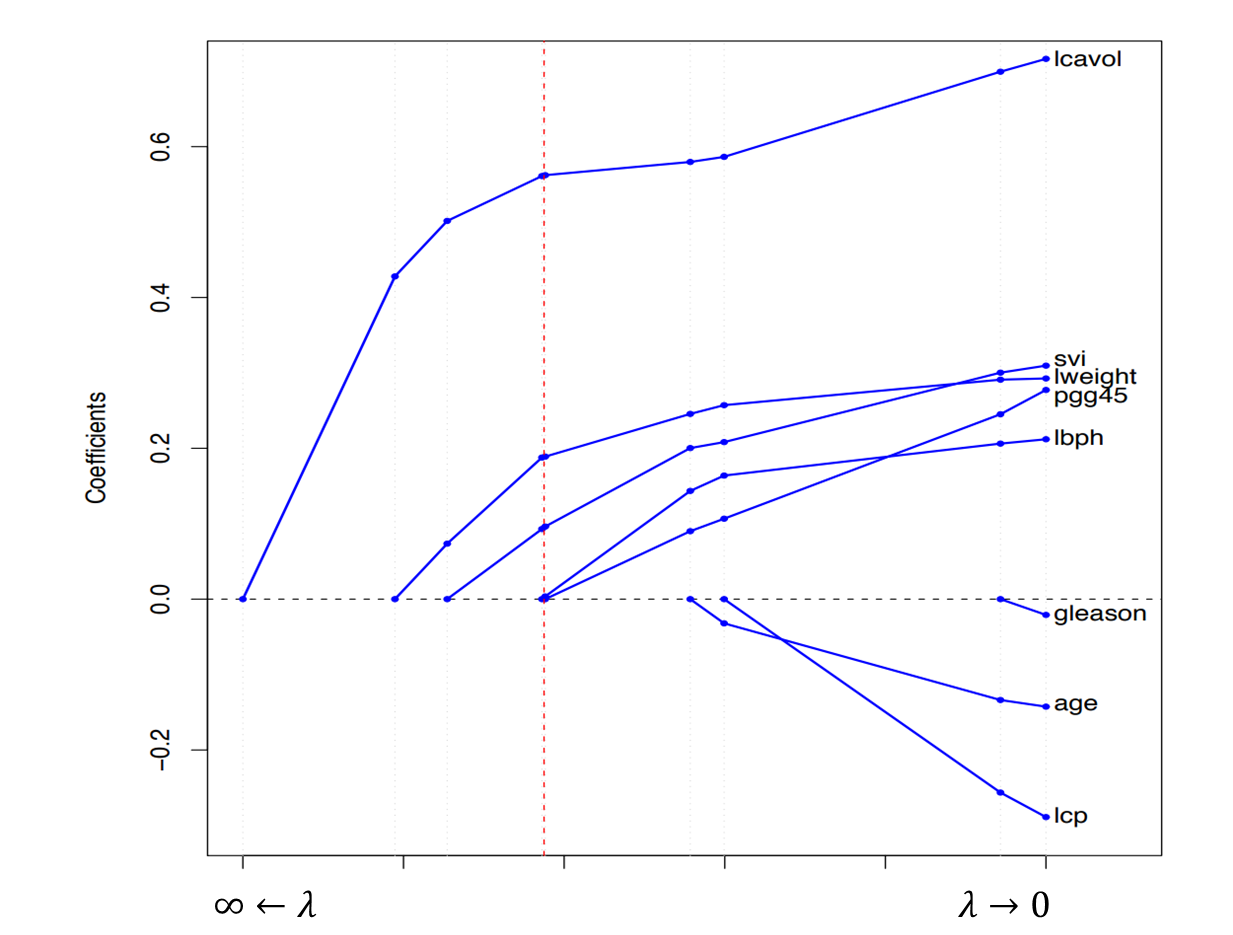 Coefficients
0.6
0.4
0.2
0.0
−0.2
lcavol
svi
lweight
pgg45
lbph
gleason
age
lcp
∞ ← λ
λ → 0